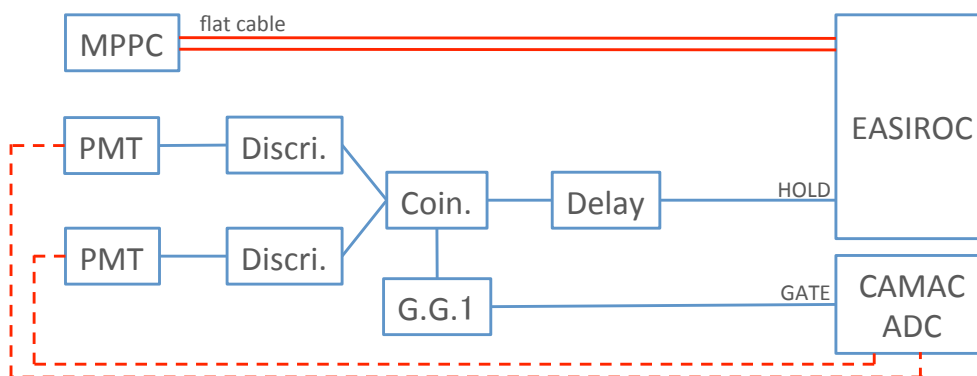 flat cable
MPPC
EASIROC
PMT
Discri.
Coin.
Delay
HOLD
PMT
Discri.
G.G.1
GATE
CAMAC
ADC